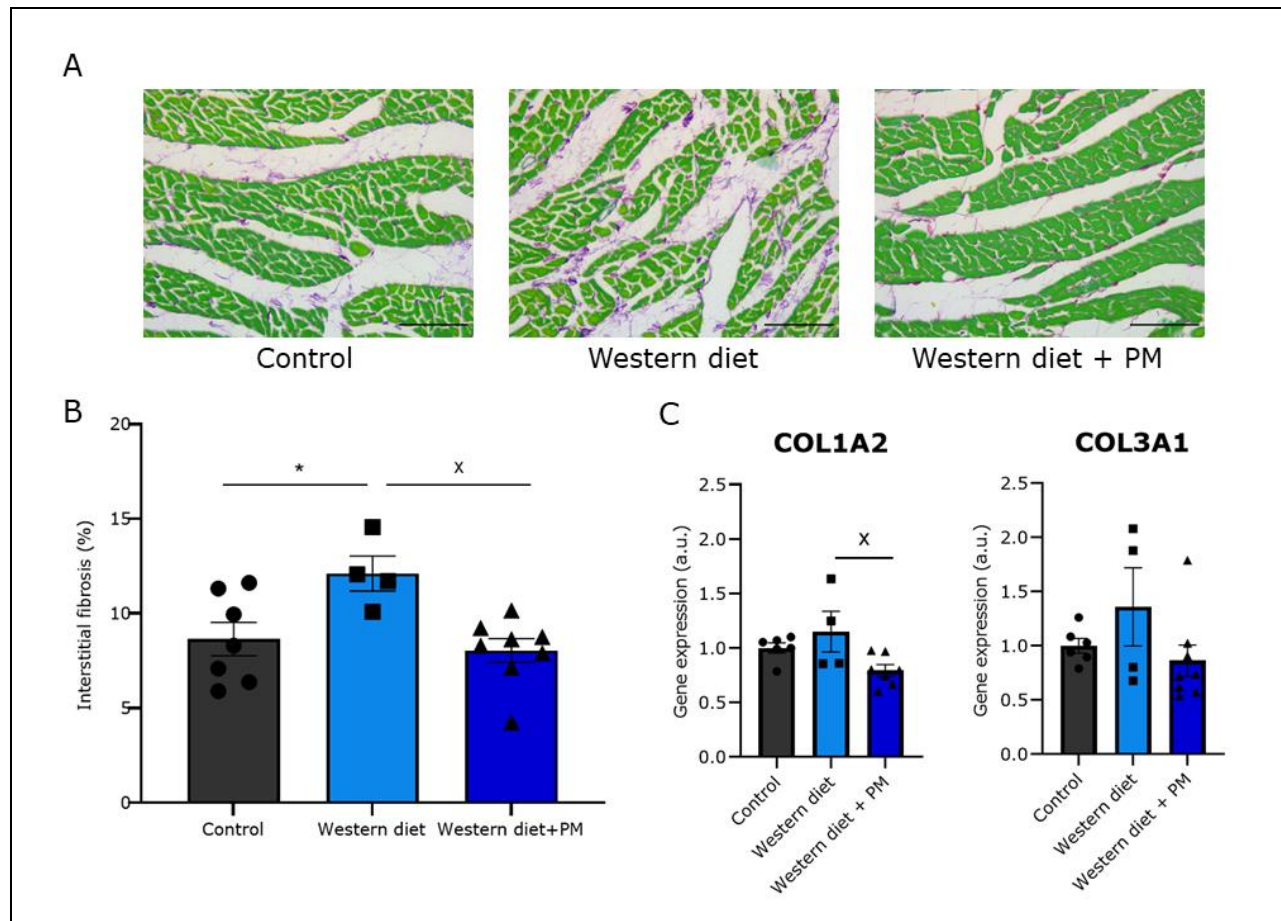 A
Control
Western diet
Western diet + PM
B
20
15
10
5
0
Interstitial fibrosis (%)
*
X
Control
Western diet
Western diet+PM
C
COL1A2
2.5
2.0
1.5
1.0
0.5
0.0
Gene expression (a.u.)
X
Control
Western diet
Western diet + PM
COL3A1
2.5
2.0
1.5
1.0
0.5
0.0
Gene expression (a.u.)
Control
Western diet
Western diet + PM